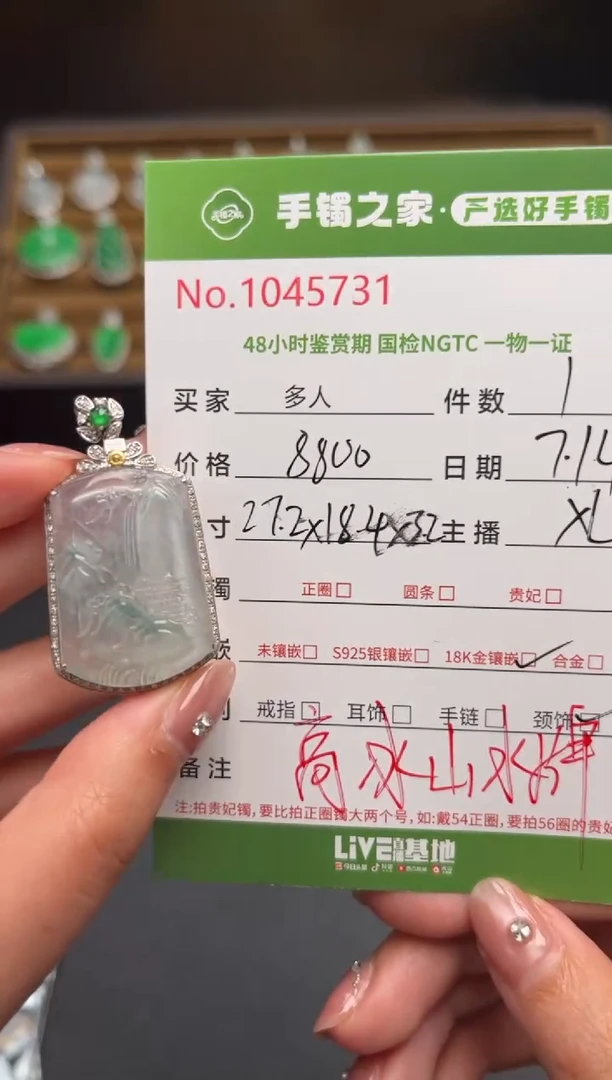 手镯之家·严选好手镯
No.1045731
48小时鉴赏期 国检NGTC 一物一证
买家 多人 件数 1
价格 8800 日期 7.14
寸 27.2x18.4x32 主播 XL
镯 正圈□ 圆条□ 贵妃□
嵌 未镶嵌□ S925银镶嵌□ 18K金镶嵌□ 合金□
戒指□ 耳饰□ 手链□ 颈饰
备注 高冰山水牌
注:拍贵妃镯,要比拍正圈镯大两个号,如:戴54正圈,要拍56圈的贵妃
LiVE直播基地